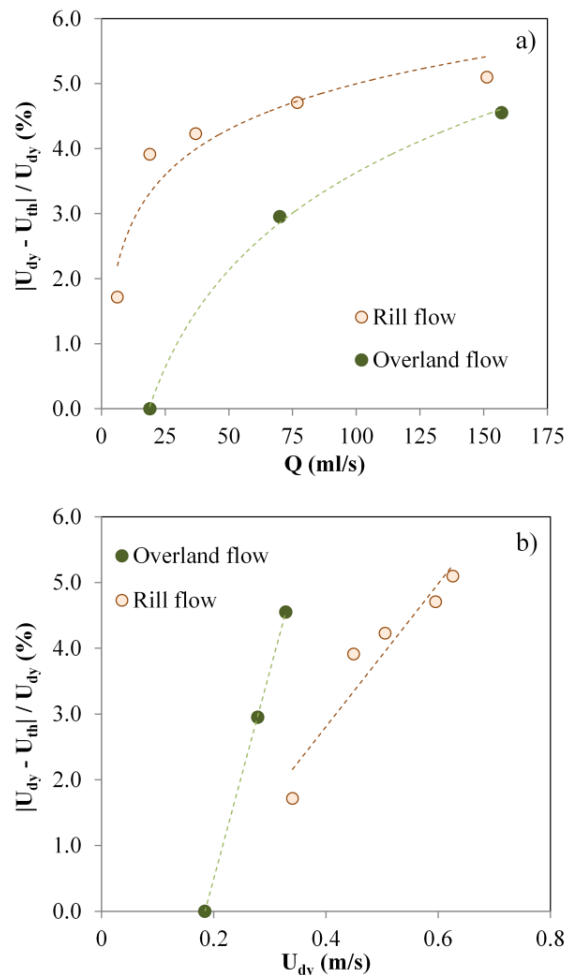 a)
|U_dy - U_th| / U_dy (%)
6.0
5.0
4.0
3.0
2.0
1.0
0.0
Rill flow
Overland flow
0 25 50 75 100 125 150 175
Q (ml/s)
b)
|U_dy - U_th| / U_dy (%)
6.0
5.0
4.0
3.0
2.0
1.0
0.0
Overland flow
Rill flow
0 0.2 0.4 0.6 0.8
U_dy (m/s)